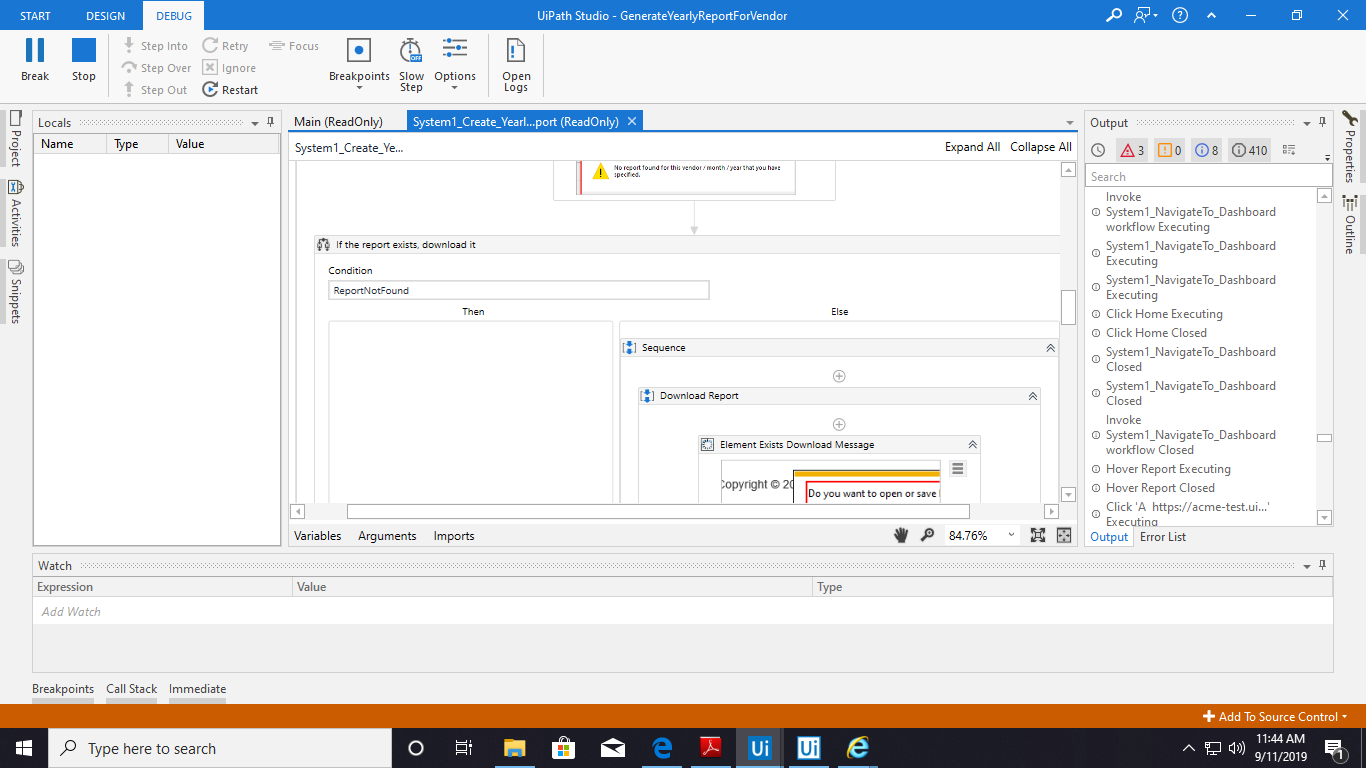 START DESIGN DEBUG UiPath Studio - GenerateYearlyReportForVendor
Break
Stop
Step Into
Step Over
Step Out
Retry
Ignore
Restart
Focus
Breakpoints
Slow
Step
OFF
Options
Open
Logs
Project
Activities
Snippets
Locals
Name Type Value
Main (ReadOnly) System1_Create_Yearl...port (ReadOnly)
System1_Create_Ye... Expand All Collapse All
No report found for this vendor / month / year that you have
specified.
If the report exists, download it
Condition
ReportNotFound
Then Else
Sequence
Download Report
Element Exists Download Message
Copyright © 20
Do you want to open or save
Variables Arguments Imports 84.76%
Output
3 0 8 410
Search
Invoke
System1_NavigateTo_Dashboard
workflow Executing
System1_NavigateTo_Dashboard
Executing
System1_NavigateTo_Dashboard
Executing
Click Home Executing
Click Home Closed
System1_NavigateTo_Dashboard
Closed
System1_NavigateTo_Dashboard
Closed
Invoke
System1_NavigateTo_Dashboard
workflow Closed
Hover Report Executing
Hover Report Closed
Click 'A https://acme-test.ui...'
Executing
Output Error List
Properties
Outline
Watch
Expression Value Type
Add Watch
Breakpoints Call Stack Immediate
Add To Source Control
Type here to search
Ui
Ui
11:44 AM
9/11/2019
1